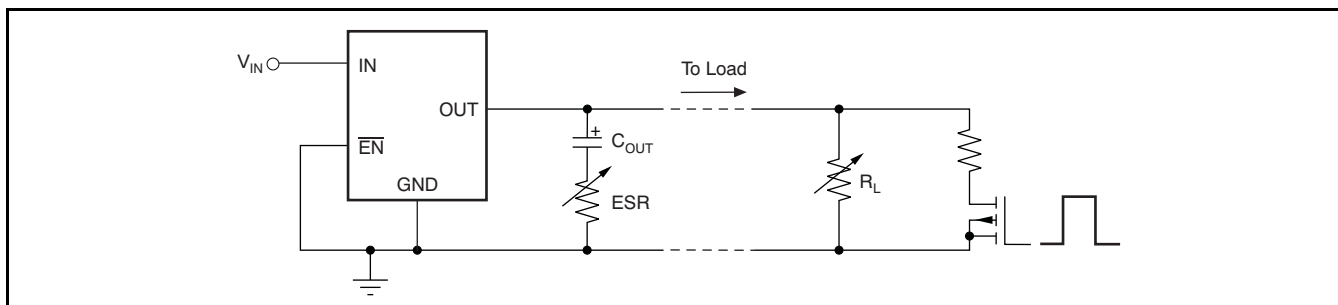 V_IN
IN
To Load
OUT
+
C_OUT
EN
GND
ESR
R_L